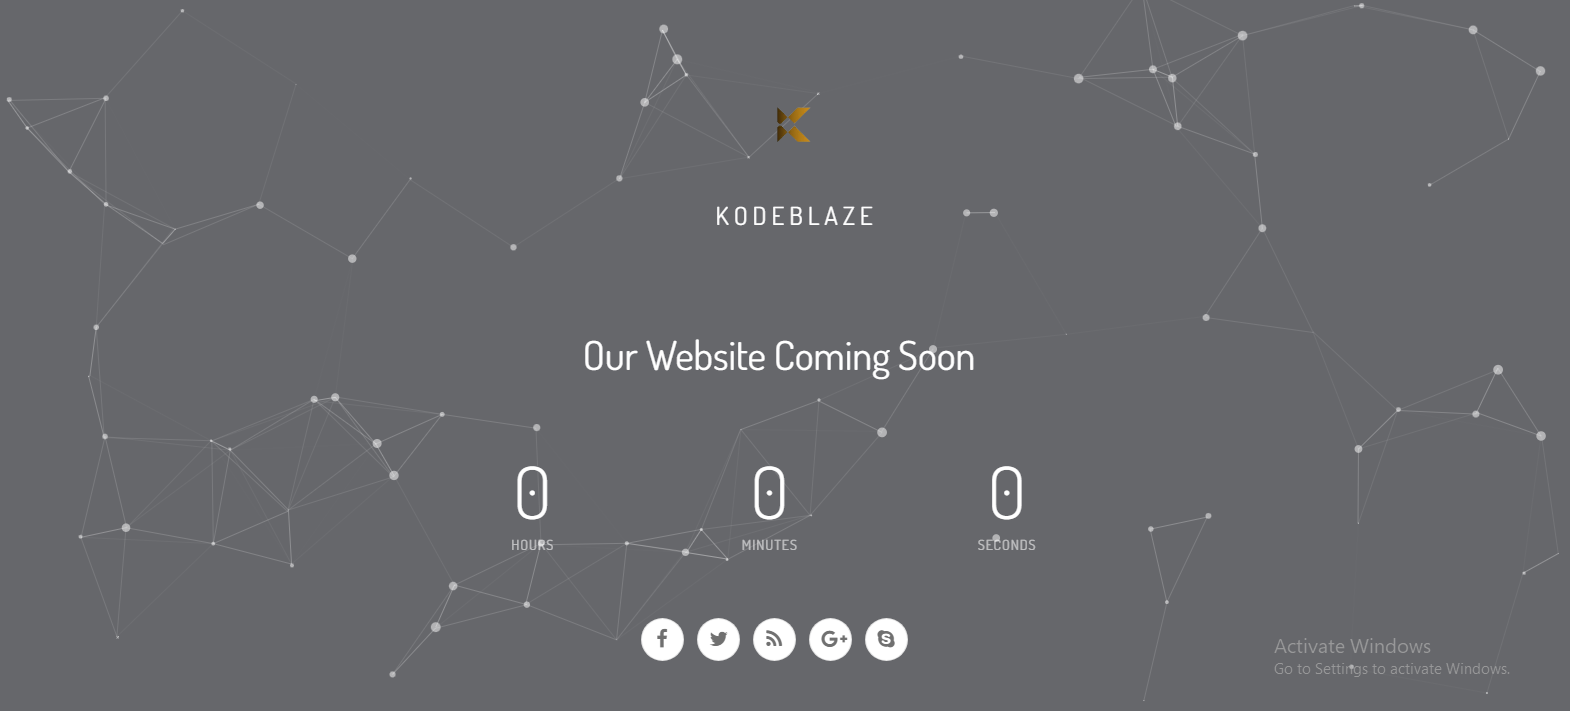 KODEBLAZE
Our Website Coming Soon
0 0 0
HOURS MINUTES SECONDS
Activate Windows
Go to Settings to activate Windows.